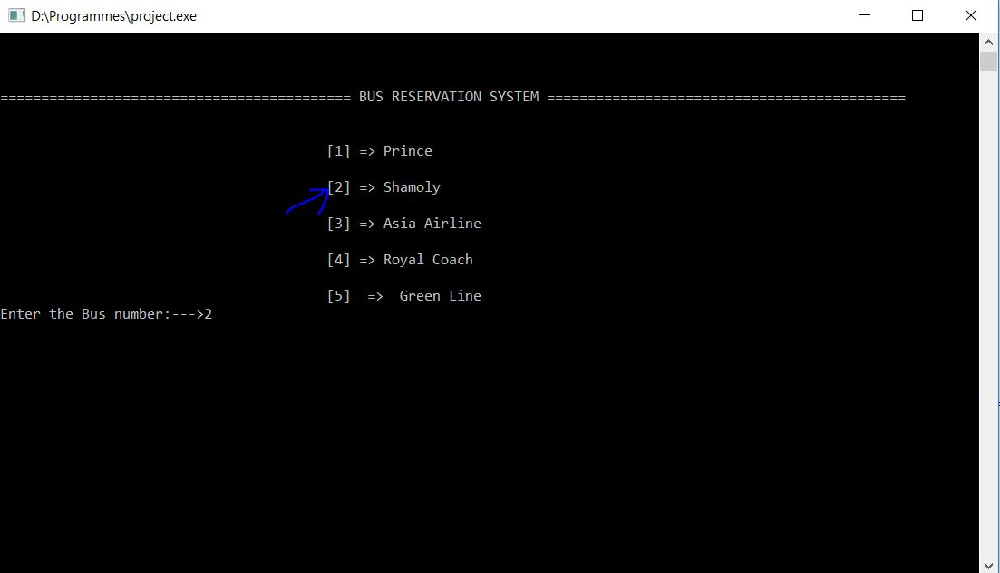 D:\Programmes\project.exe
=========================================== BUS RESERVATION SYSTEM ============================================
[1] => Prince
[2] => Shamoly
[3] => Asia Airline
[4] => Royal Coach
[5]  =>  Green Line
Enter the Bus number:--->2